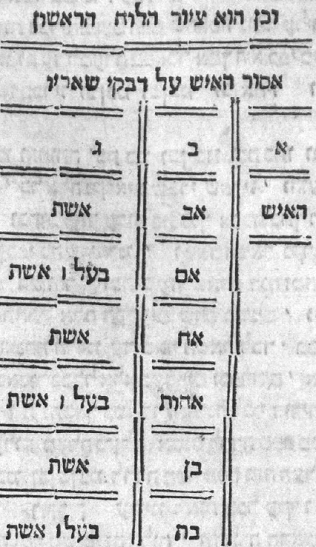 וכן הוא ציור הלוח הראשון
אסור האיש על דבקי שאריו
א ב ג
האיש אב אשת
אם בעל ו אשת
אח אשת
אחות בעל ו אשת
בן אשת
בת בעל ו אשת